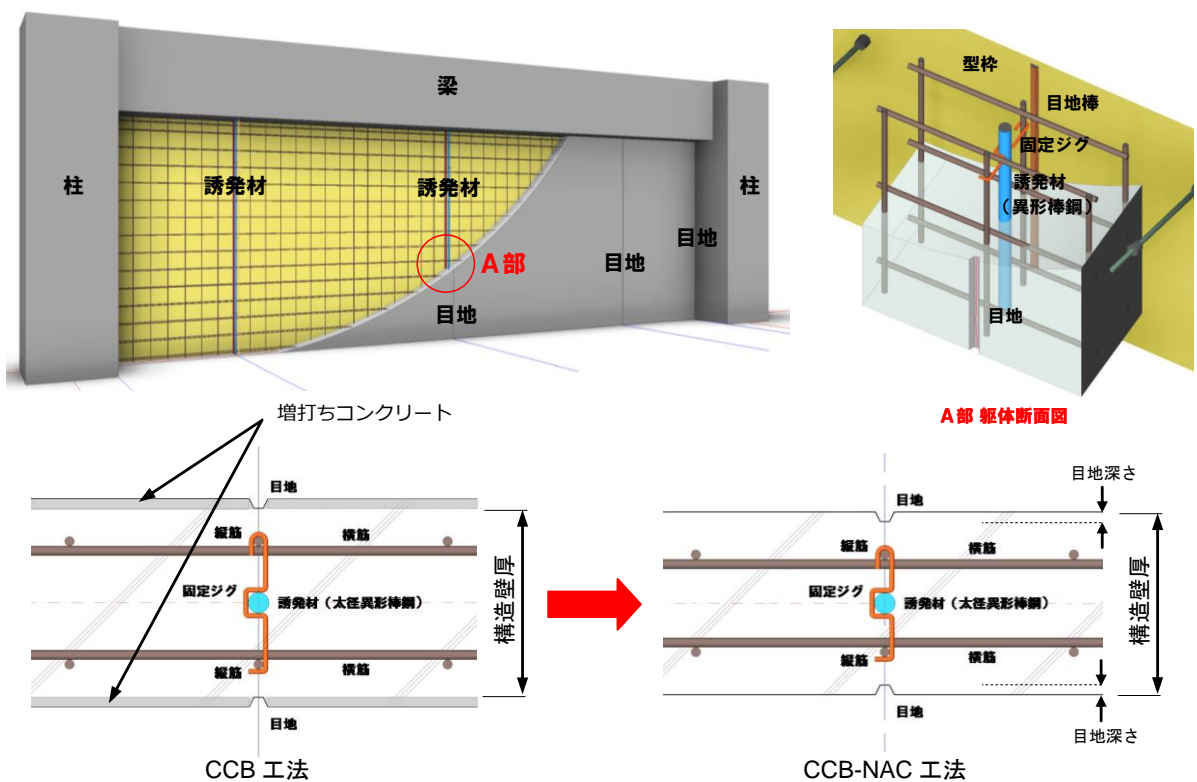 梁
柱
誘発材
誘発材
柱
目地
A部
目地
目地
型枠
目地棒
固定ジグ
誘発材
（異形棒鋼）
目地
A部 躯体断面図
増打ちコンクリート
目地
縦筋
横筋
固定ジグ
誘発材（太径異形棒鋼）
縦筋
横筋
目地
構造壁厚
CCB 工法
目地深さ
目地
縦筋
横筋
固定ジグ
誘発材（太径異形棒鋼）
縦筋
横筋
目地
構造壁厚
目地深さ
CCB-NAC 工法